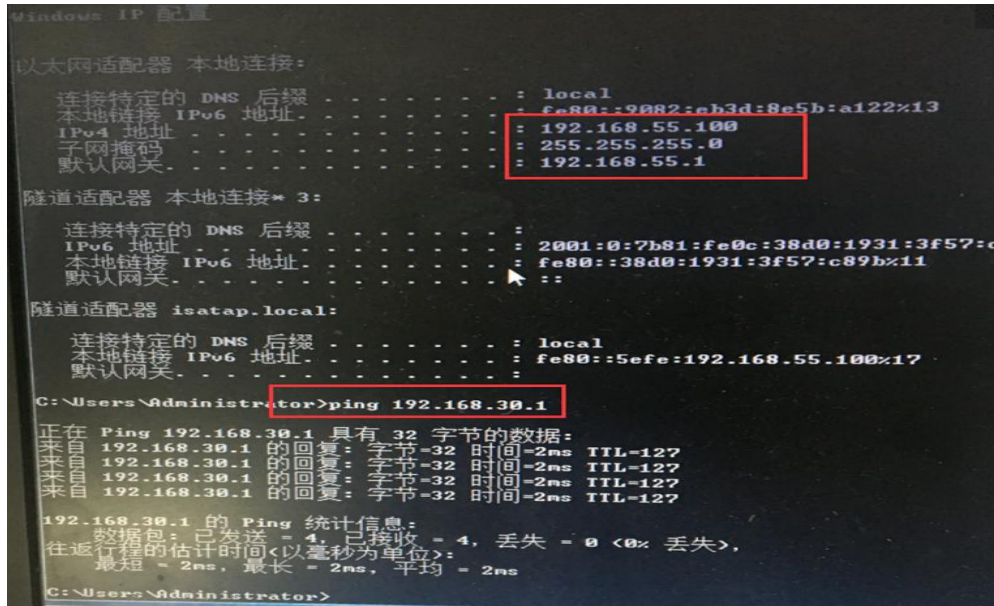 Windows IP 配置
以太网适配器 本地连接:
连接特定的 DNS 后缀 . . . . . . . : local
本地链接 IPv6 地址. . . . . . . . : fe80::9082:eb3d:8e5b:a122%13
IPv4 地址 . . . . . . . . . . . . : 192.168.55.100
子网掩码 . . . . . . . . . . . . : 255.255.255.0
默认网关. . . . . . . . . . . . . : 192.168.55.1
隧道适配器 本地连接* 3:
连接特定的 DNS 后缀 . . . . . . . :
IPv6 地址 . . . . . . . . . . . . : 2001:0:7b81:fe0c:38d0:1931:3f57:c
本地链接 IPv6 地址. . . . . . . . : fe80::38d0:1931:3f57:c89b%11
默认网关. . . . . . . . . . . . . ::
隧道适配器 isatap.local:
连接特定的 DNS 后缀 . . . . . . . : local
本地链接 IPv6 地址. . . . . . . . : fe80::5efe:192.168.55.100%17
默认网关. . . . . . . . . . . . . :
C:\Users\Administrator>ping 192.168.30.1
正在 Ping 192.168.30.1 具有 32 字节的数据:
来自 192.168.30.1 的回复: 字节=32 时间=2ms TTL=127
来自 192.168.30.1 的回复: 字节=32 时间=2ms TTL=127
来自 192.168.30.1 的回复: 字节=32 时间=2ms TTL=127
来自 192.168.30.1 的回复: 字节=32 时间=2ms TTL=127
192.168.30.1 的 Ping 统计信息:
数据包: 已发送 = 4, 已接收 = 4, 丢失 = 0 <0% 丢失>,
往返行程的估计时间<以毫秒为单位>:
最短 = 2ms, 最长 = 2ms, 平均 = 2ms
C:\Users\Administrator>